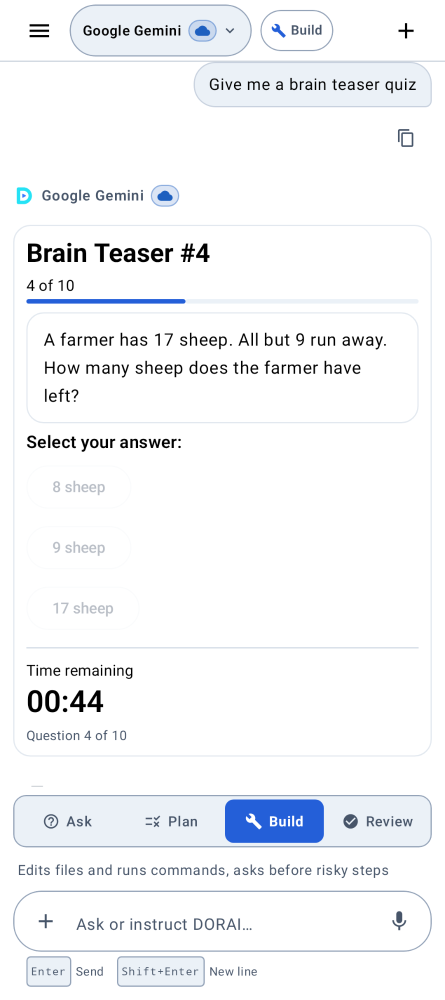 Google Gemini
Build
Give me a brain teaser quiz
Google Gemini
Brain Teaser #4
4 of 10
A farmer has 17 sheep. All but 9 run away.
How many sheep does the farmer have
left?
Select your answer:
8 sheep
9 sheep
17 sheep
Time remaining
00:44
Question 4 of 10
Ask
Plan
Build
Review
Edits files and runs commands, asks before risky steps
Ask or instruct DORAI...
Enter Send Shift+Enter New line